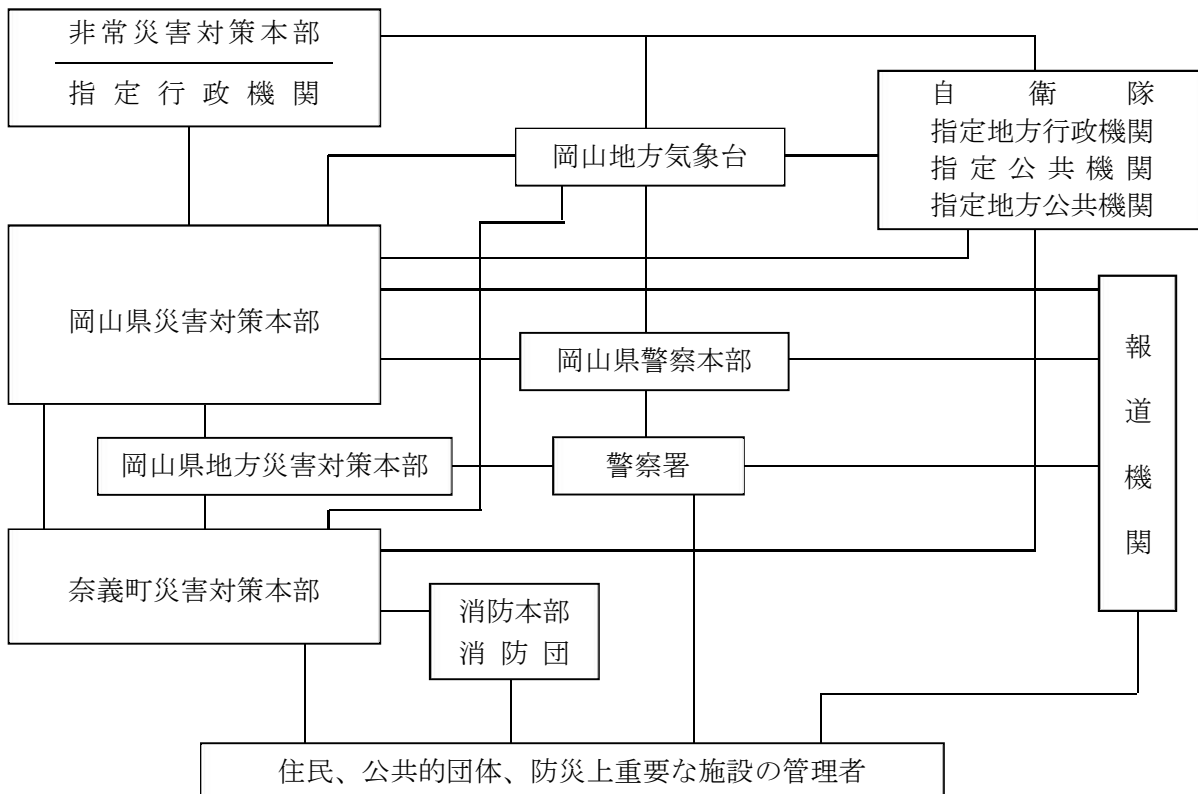 非常災害対策本部
指定行政機関
自衛隊
指定地方行政機関
指定公共機関
指定地方公共機関
岡山地方気象台
岡山県災害対策本部
報道機関
岡山県警察本部
岡山県地方災害対策本部
警察署
奈義町災害対策本部
消防本部
消防団
住民、公共的団体、防災上重要な施設の管理者